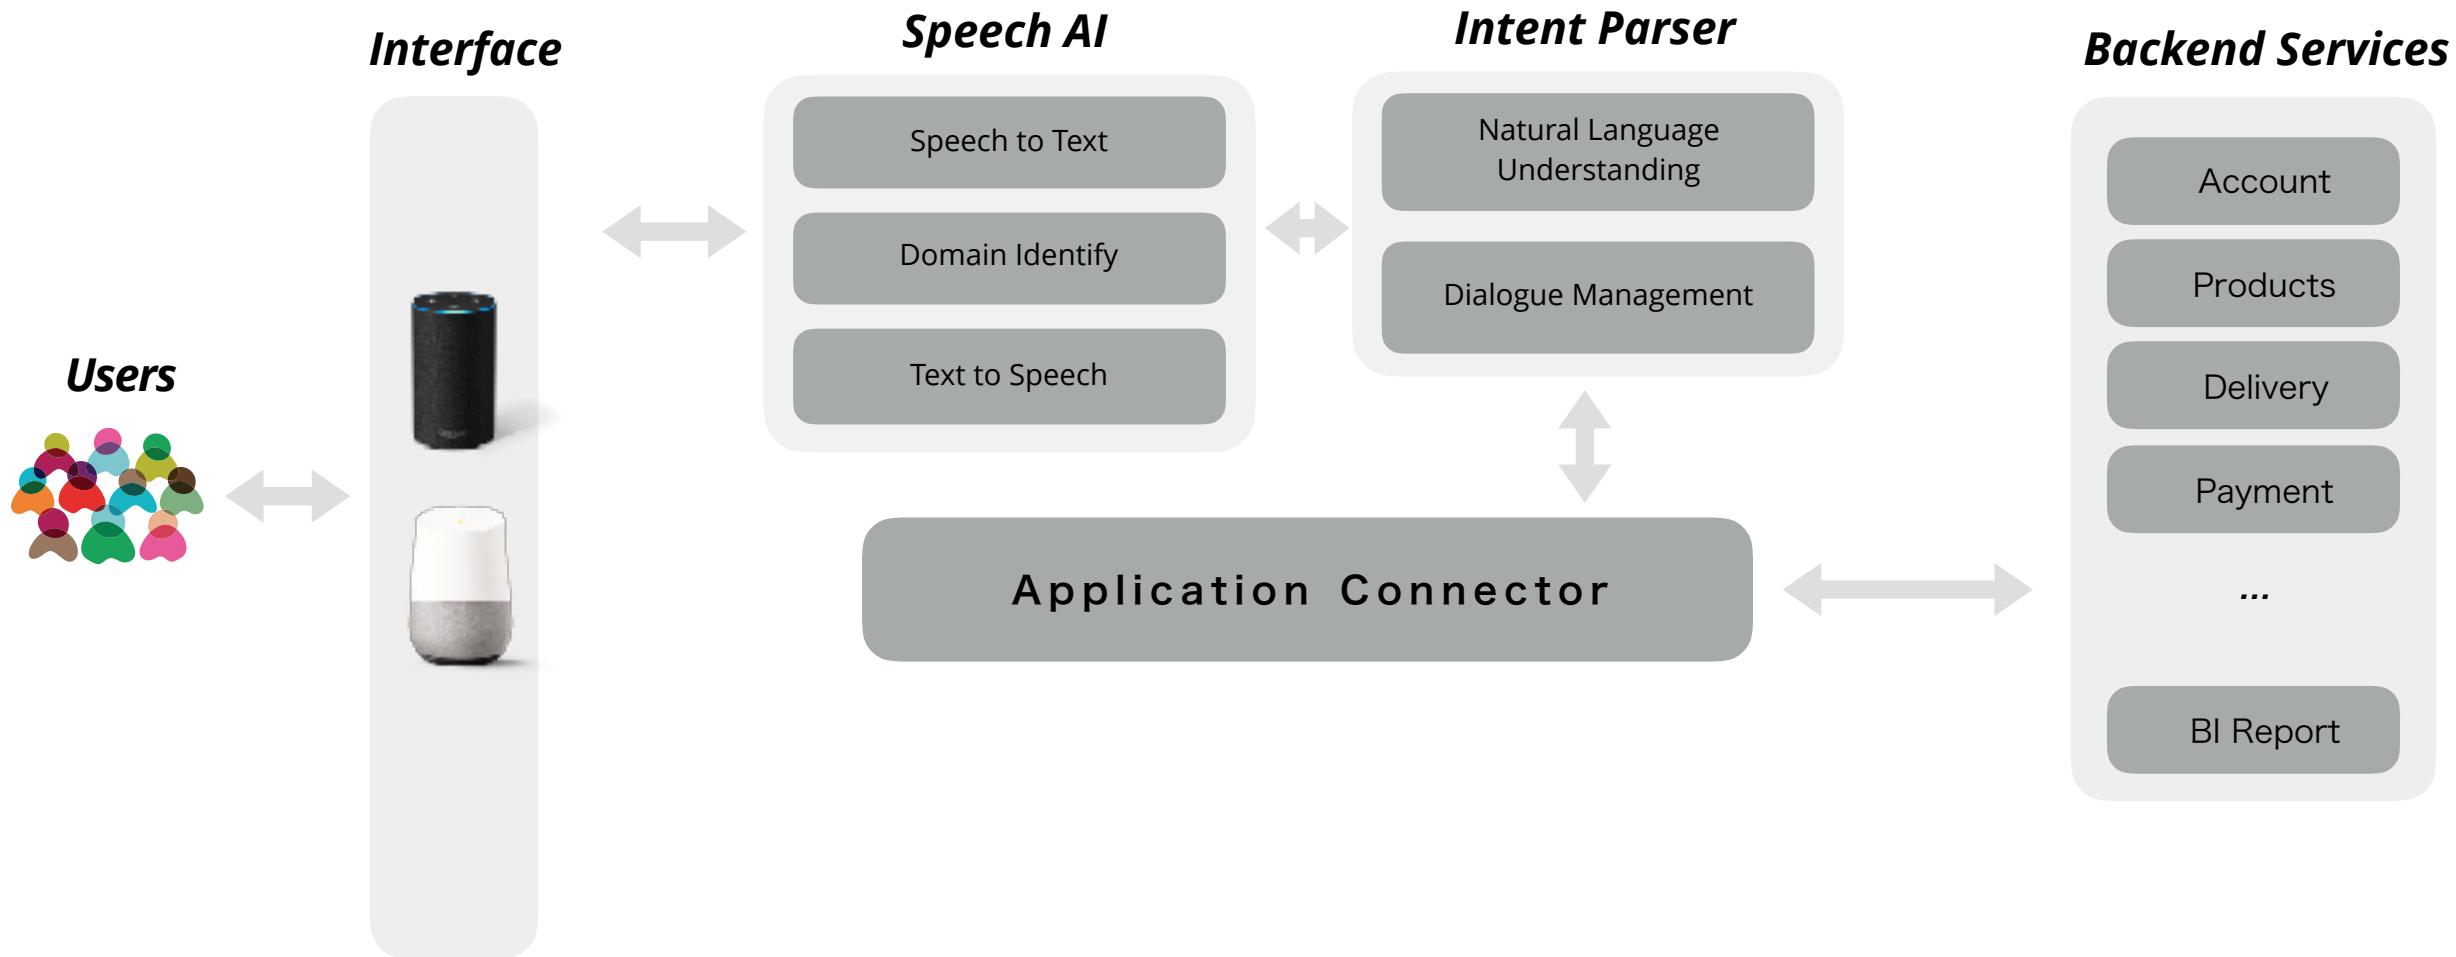 Users
Interface
Speech AI
Speech to Text
Domain Identify
Text to Speech
Intent Parser
Natural Language
Understanding
Dialogue Management
Application Connector
Backend Services
Account
Products
Delivery
Payment
...
BI Report